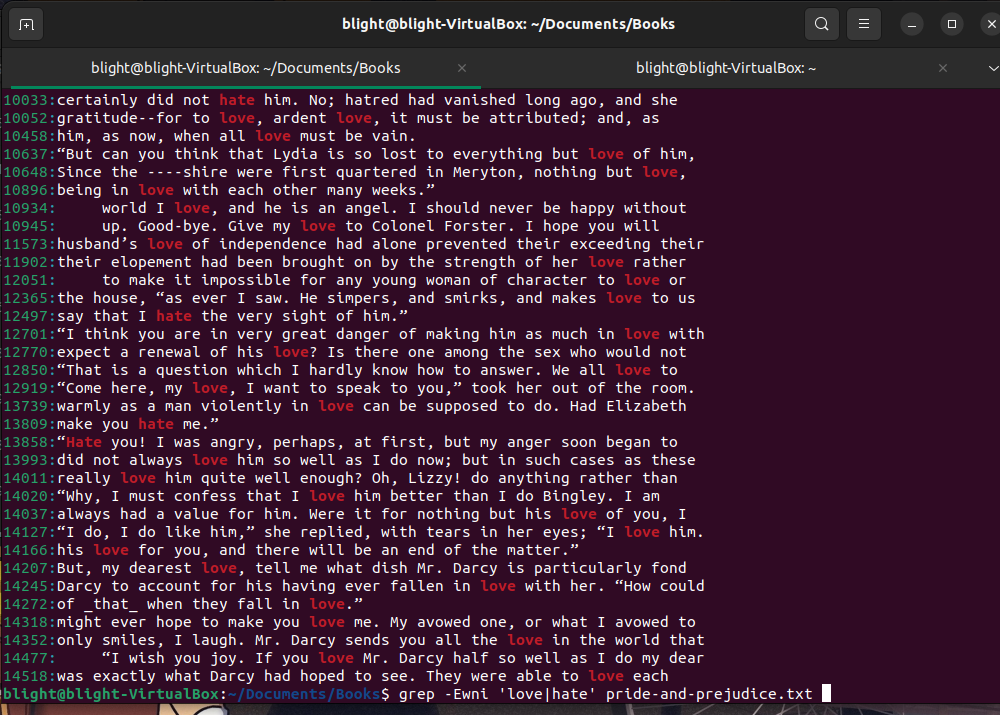 blight@blight-VirtualBox: ~/Documents/Books
blight@blight-VirtualBox: ~/Documents/Books
blight@blight-VirtualBox: ~
10033:certainly did not hate him. No; hatred had vanished long ago, and she
10052:gratitude--for to love, ardent love, it must be attributed; and, as
10458:him, as now, when all love must be vain.
10637:“But can you think that Lydia is so lost to everything but love of him,
10648:Since the ----shire were first quartered in Meryton, nothing but love,
10896:being in love with each other many weeks.”
10934:     world I love, and he is an angel. I should never be happy without
10945:     up. Good-bye. Give my love to Colonel Forster. I hope you will
11573:husband’s love of independence had alone prevented their exceeding their
11902:their elopement had been brought on by the strength of her love rather
12051:     to make it impossible for any young woman of character to love or
12365:the house, “as ever I saw. He simpers, and smirks, and makes love to us
12497:say that I hate the very sight of him.”
12701:“I think you are in very great danger of making him as much in love with
12770:expect a renewal of his love? Is there one among the sex who would not
12850:“That is a question which I hardly know how to answer. We all love to
12919:“Come here, my love, I want to speak to you,” took her out of the room.
13739:warmly as a man violently in love can be supposed to do. Had Elizabeth
13809:make you hate me.”
13858:“Hate you! I was angry, perhaps, at first, but my anger soon began to
13993:did not always love him so well as I do now; but in such cases as these
14011:really love him quite well enough? Oh, Lizzy! do anything rather than
14020:“Why, I must confess that I love him better than I do Bingley. I am
14037:always had a value for him. Were it for nothing but his love of you, I
14127:“I do, I do like him,” she replied, with tears in her eyes; “I love him.
14166:his love for you, and there will be an end of the matter.”
14207:But, my dearest love, tell me what dish Mr. Darcy is particularly fond
14245:Darcy to account for his having ever fallen in love with her. “How could
14272:of _that_ when they fall in love.”
14318:might ever hope to make you love me. My avowed one, or what I avowed to
14352:only smiles, I laugh. Mr. Darcy sends you all the love in the world that
14477:     “I wish you joy. If you love Mr. Darcy half so well as I do my dear
14518:was exactly what Darcy had hoped to see. They were able to love each
blight@blight-VirtualBox:~/Documents/Books$ grep -Ewni 'love|hate' pride-and-prejudice.txt